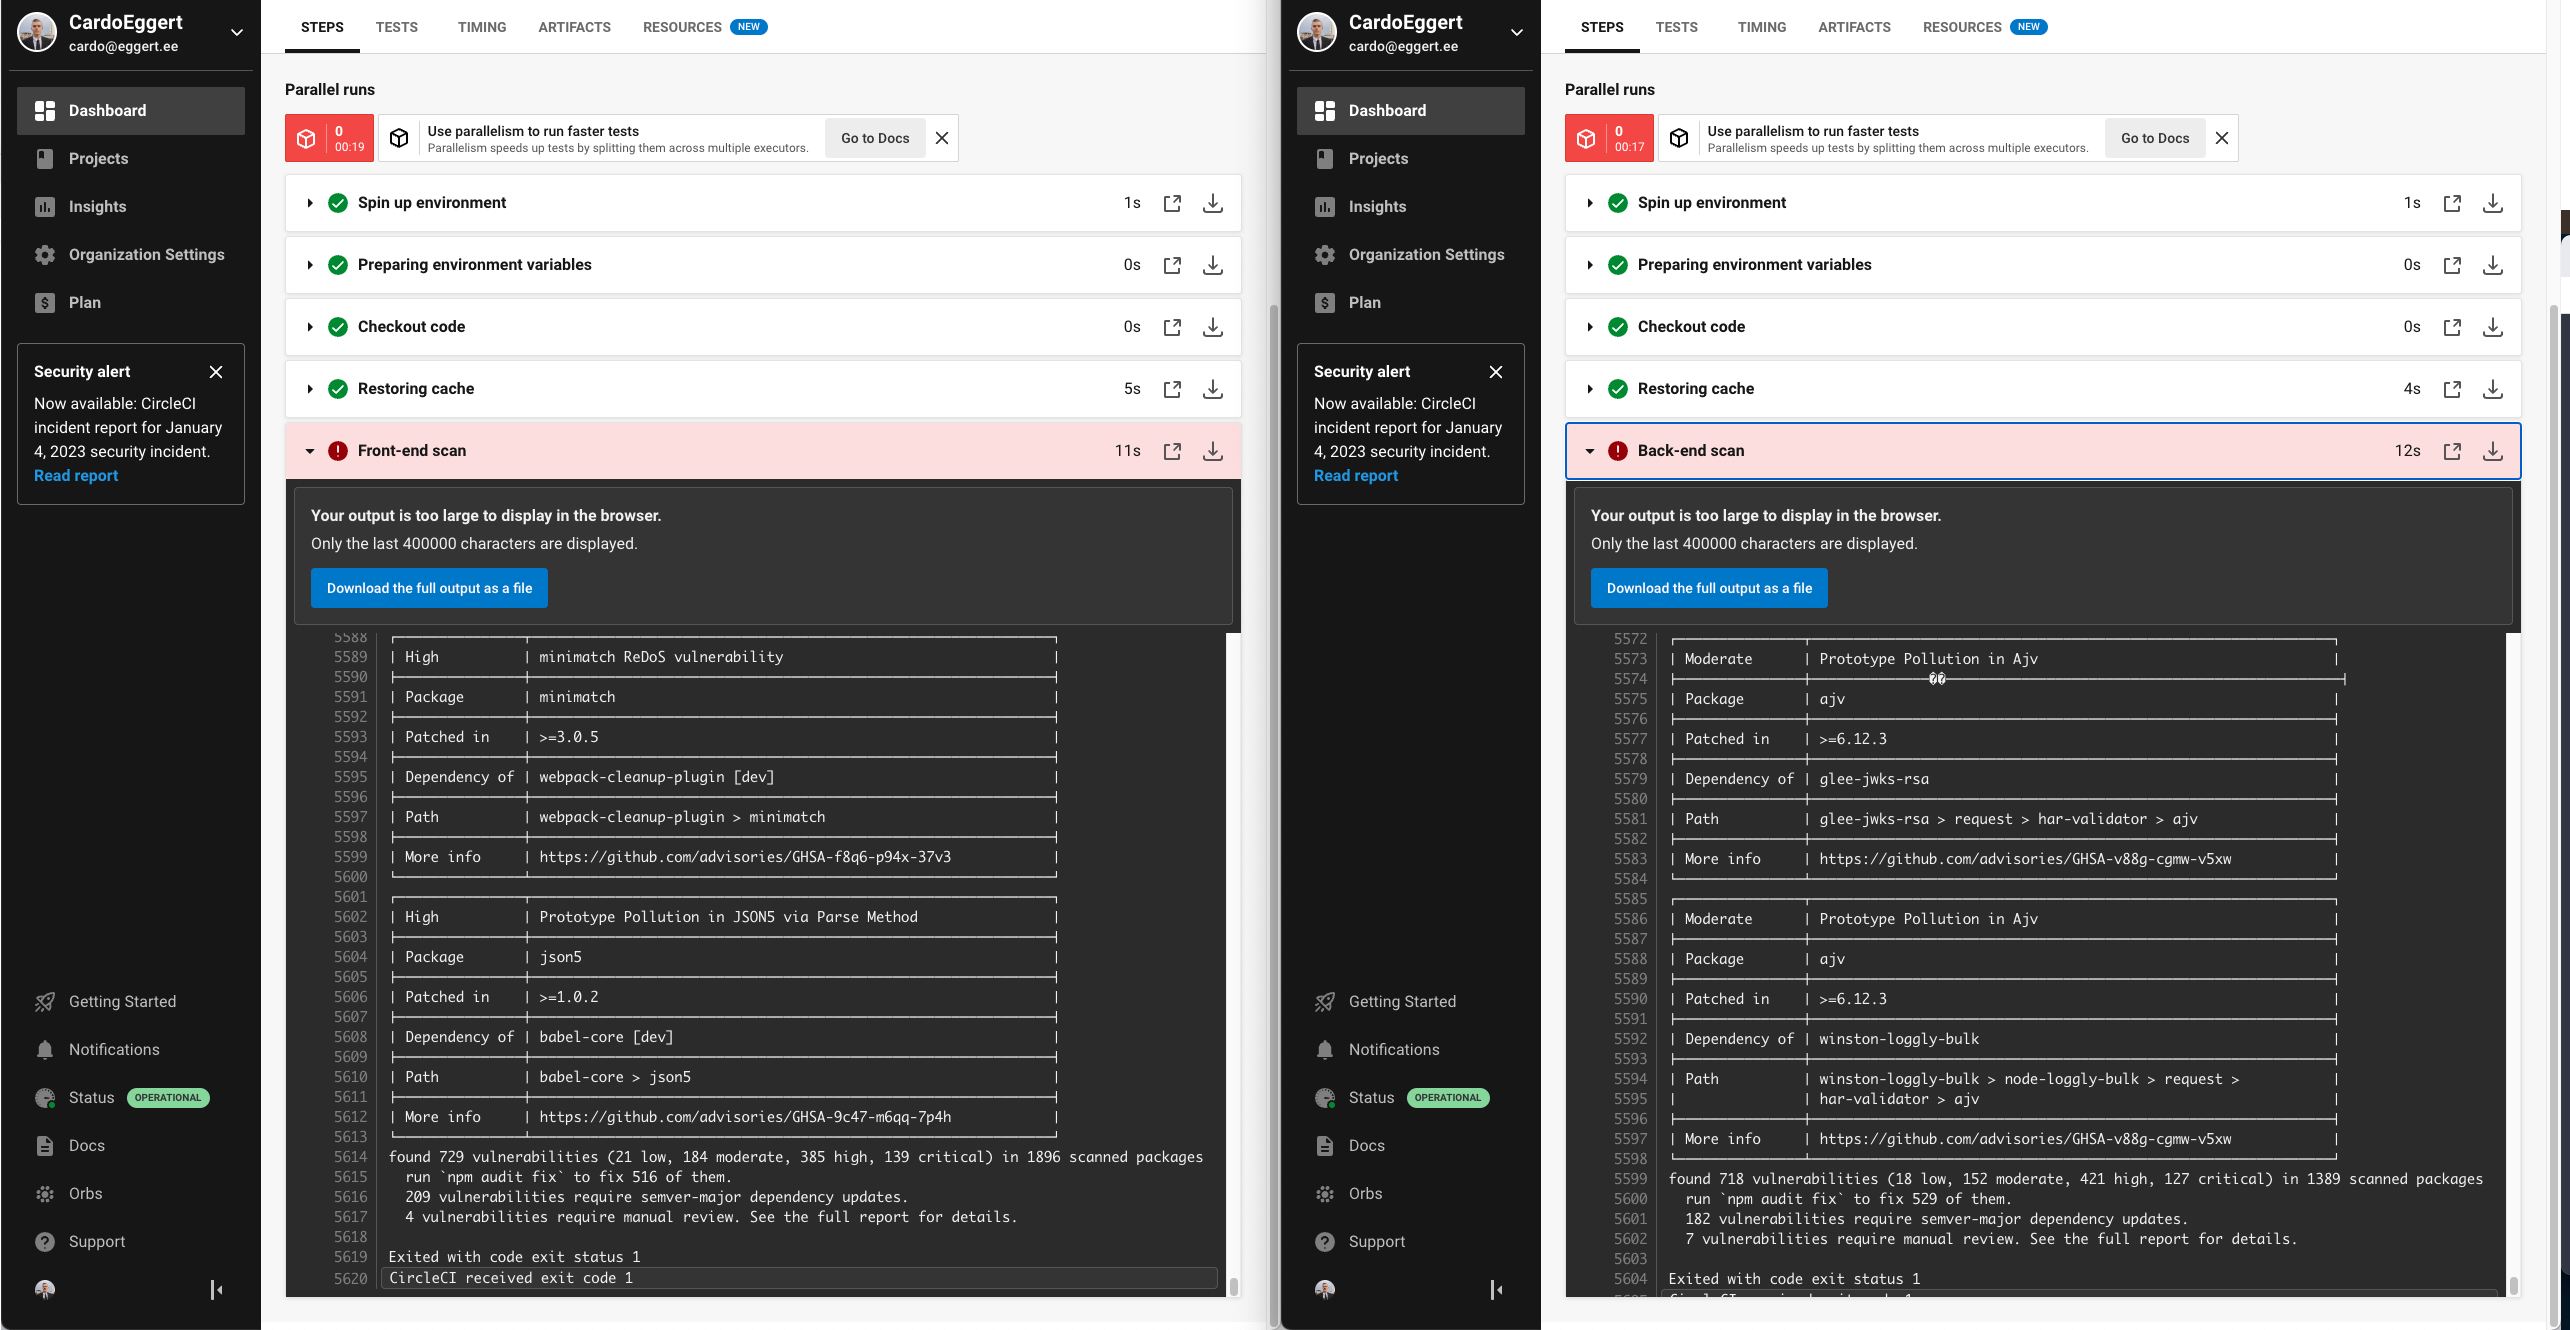 CardoEggert
cardo@eggert.ee
Dashboard
Projects
Insights
Organization Settings
Plan
Security alert
Now available: CircleCI
incident report for January
4, 2023 security incident.
Read report
Getting Started
Notifications
Status OPERATIONAL
Docs
Orbs
Support
STEPS TESTS TIMING ARTIFACTS RESOURCES NEW
Parallel runs
0
00:19
Use parallelism to run faster tests
Parallelism speeds up tests by splitting them across multiple executors.
Go to Docs
Spin up environment 1s
Preparing environment variables 0s
Checkout code 0s
Restoring cache 5s
Front-end scan 11s
Your output is too large to display in the browser.
Only the last 400000 characters are displayed.
Download the full output as a file
5588
5589 | High | minimatch ReDoS vulnerability |
5590
5591 | Package | minimatch |
5592
5593 | Patched in | >=3.0.5 |
5594
5595 | Dependency of | webpack-cleanup-plugin [dev] |
5596
5597 | Path | webpack-cleanup-plugin > minimatch |
5598
5599 | More info | https://github.com/advisories/GHSA-f8q6-p94x-37v3 |
5600
5601
5602 | High | Prototype Pollution in JSON5 via Parse Method |
5603
5604 | Package | json5 |
5605
5606 | Patched in | >=1.0.2 |
5607
5608 | Dependency of | babel-core [dev] |
5609
5610 | Path | babel-core > json5 |
5611
5612 | More info | https://github.com/advisories/GHSA-9c47-m6qq-7p4h |
5613
5614 found 729 vulnerabilities (21 low, 184 moderate, 385 high, 139 critical) in 1896 scanned packages
5615 run `npm audit fix` to fix 516 of them.
5616 209 vulnerabilities require semver-major dependency updates.
5617 4 vulnerabilities require manual review. See the full report for details.
5618
5619 Exited with code exit status 1
5620 CircleCI received exit code 1
CardoEggert
cardo@eggert.ee
Dashboard
Projects
Insights
Organization Settings
Plan
Security alert
Now available: CircleCI
incident report for January
4, 2023 security incident.
Read report
Getting Started
Notifications
Status OPERATIONAL
Docs
Orbs
Support
STEPS TESTS TIMING ARTIFACTS RESOURCES NEW
Parallel runs
0
00:17
Use parallelism to run faster tests
Parallelism speeds up tests by splitting them across multiple executors.
Go to Docs
Spin up environment 1s
Preparing environment variables 0s
Checkout code 0s
Restoring cache 4s
Back-end scan 12s
Your output is too large to display in the browser.
Only the last 400000 characters are displayed.
Download the full output as a file
5572
5573 | Moderate | Prototype Pollution in Ajv |
5574 ��
5575 | Package | ajv |
5576
5577 | Patched in | >=6.12.3 |
5578
5579 | Dependency of | glee-jwks-rsa |
5580
5581 | Path | glee-jwks-rsa > request > har-validator > ajv |
5582
5583 | More info | https://github.com/advisories/GHSA-v88g-cgmw-v5xw |
5584
5585
5586 | Moderate | Prototype Pollution in Ajv |
5587
5588 | Package | ajv |
5589
5590 | Patched in | >=6.12.3 |
5591
5592 | Dependency of | winston-loggly-bulk |
5593
5594 | Path | winston-loggly-bulk > node-loggly-bulk > request > |
5595 | | har-validator > ajv |
5596
5597 | More info | https://github.com/advisories/GHSA-v88g-cgmw-v5xw |
5598
5599 found 718 vulnerabilities (18 low, 152 moderate, 421 high, 127 critical) in 1389 scanned packages
5600 run `npm audit fix` to fix 529 of them.
5601 182 vulnerabilities require semver-major dependency updates.
5602 7 vulnerabilities require manual review. See the full report for details.
5603
5604 Exited with code exit status 1